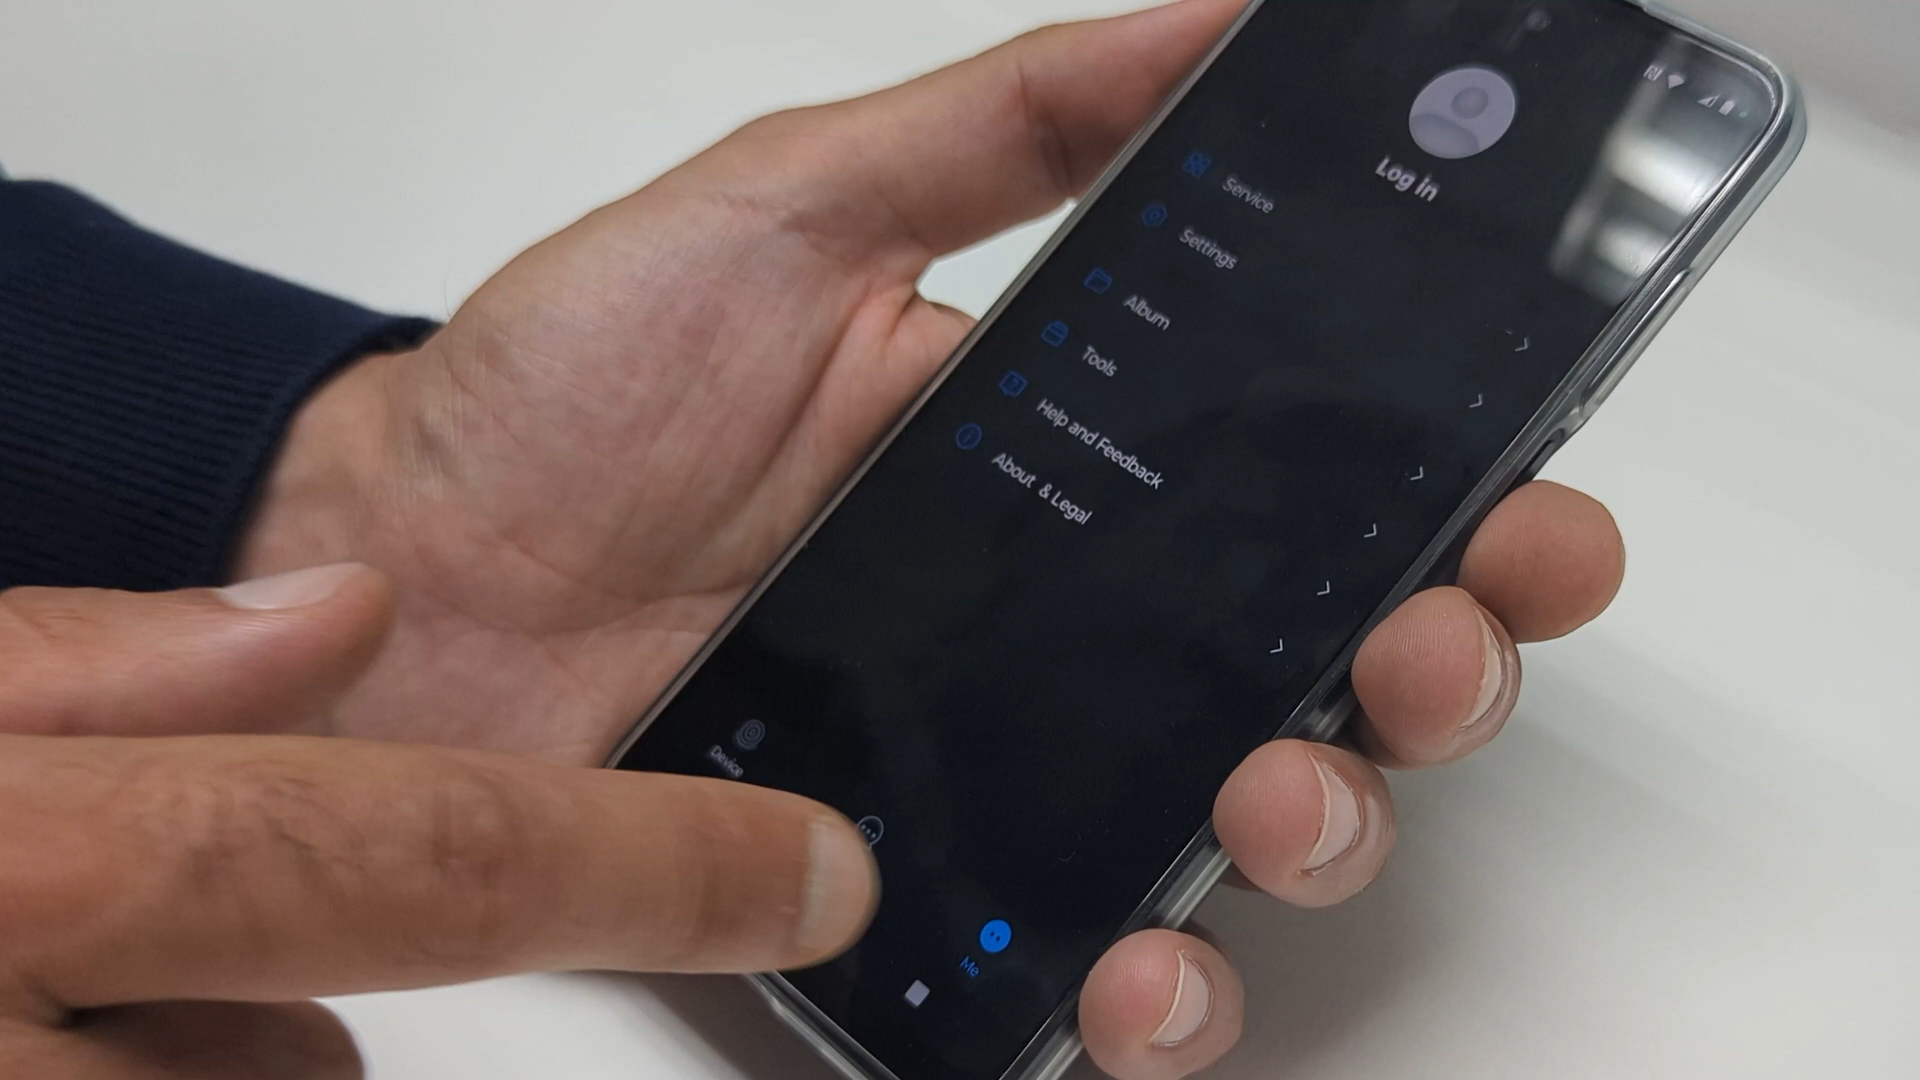 Log in
Service
Settings
Album
Tools
Help and Feedback
About & Legal
Device
Me